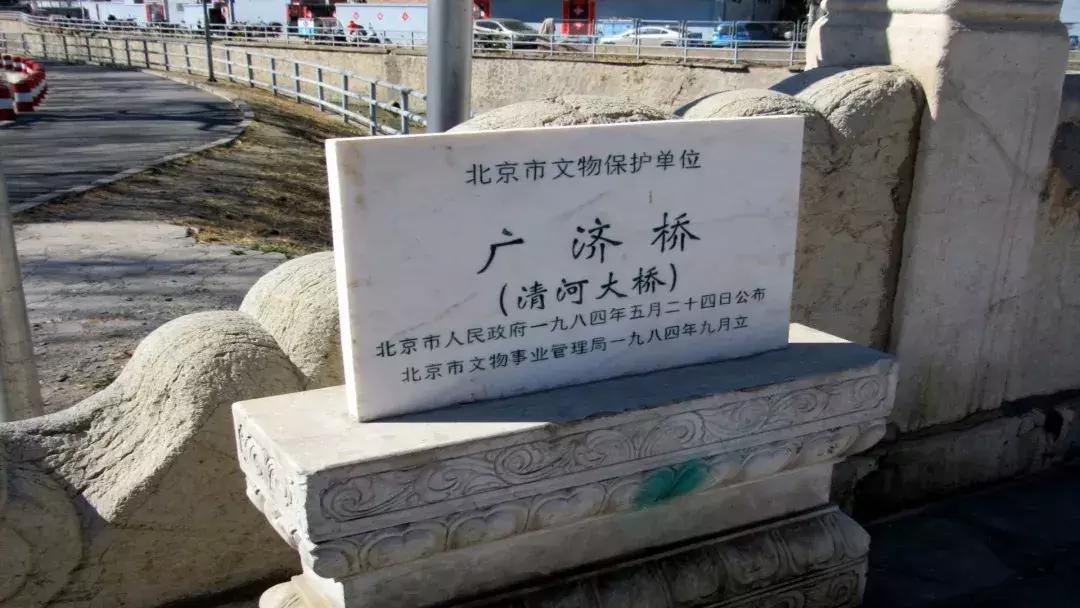 北京市文物保护单位
广济桥
(清河大桥)
北京市人民政府一九八四年五月二十四日公布
北京市文物事业管理局一九八四年九月立